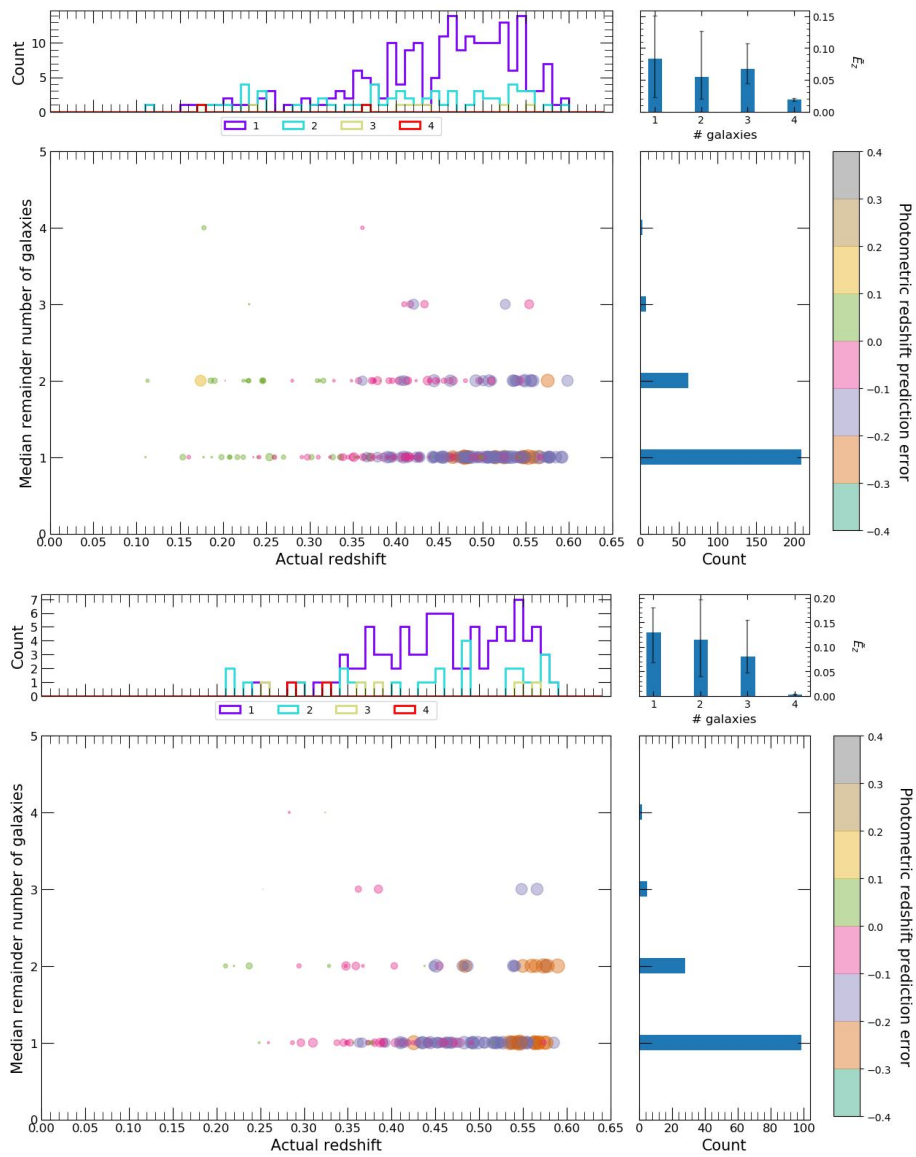 Count
10
5
0
1 2 3 4
0.15
0.10
0.05
0.00
Ẽz
1 2 3 4
# galaxies
Median remainder number of galaxies
5
4
3
2
1
0
0.00 0.05 0.10 0.15 0.20 0.25 0.30 0.35 0.40 0.45 0.50 0.55 0.60 0.65
Actual redshift
0 50 100 150 200
Count
0.4
0.3
0.2
0.1
0.0
−0.1
−0.2
−0.3
−0.4
Photometric redshift prediction error
Count
7
6
5
4
3
2
1
0
1 2 3 4
0.20
0.15
0.10
0.05
0.00
Ẽz
1 2 3 4
# galaxies
Median remainder number of galaxies
5
4
3
2
1
0
0.00 0.05 0.10 0.15 0.20 0.25 0.30 0.35 0.40 0.45 0.50 0.55 0.60 0.65
Actual redshift
0 20 40 60 80 100
Count
0.4
0.3
0.2
0.1
0.0
−0.1
−0.2
−0.3
−0.4
Photometric redshift prediction error